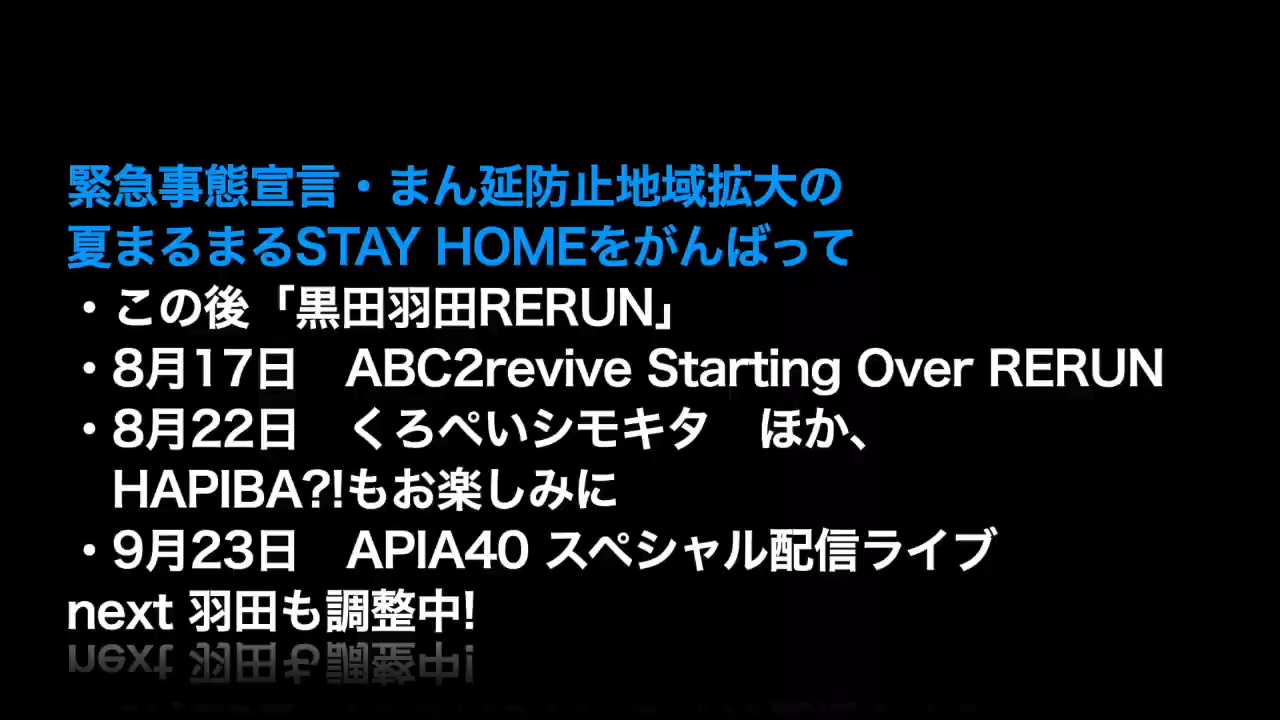 緊急事態宣言・まん延防止地域拡大の
夏まるまるSTAY HOMEをがんばって
・この後「黒田羽田RERUN」
・8月17日　ABC2revive Starting Over RERUN
・8月22日　くろぺいシモキタ　ほか、
HAPIBA?!もお楽しみに
・9月23日　APIA40 スペシャル配信ライブ
next 羽田も調整中!